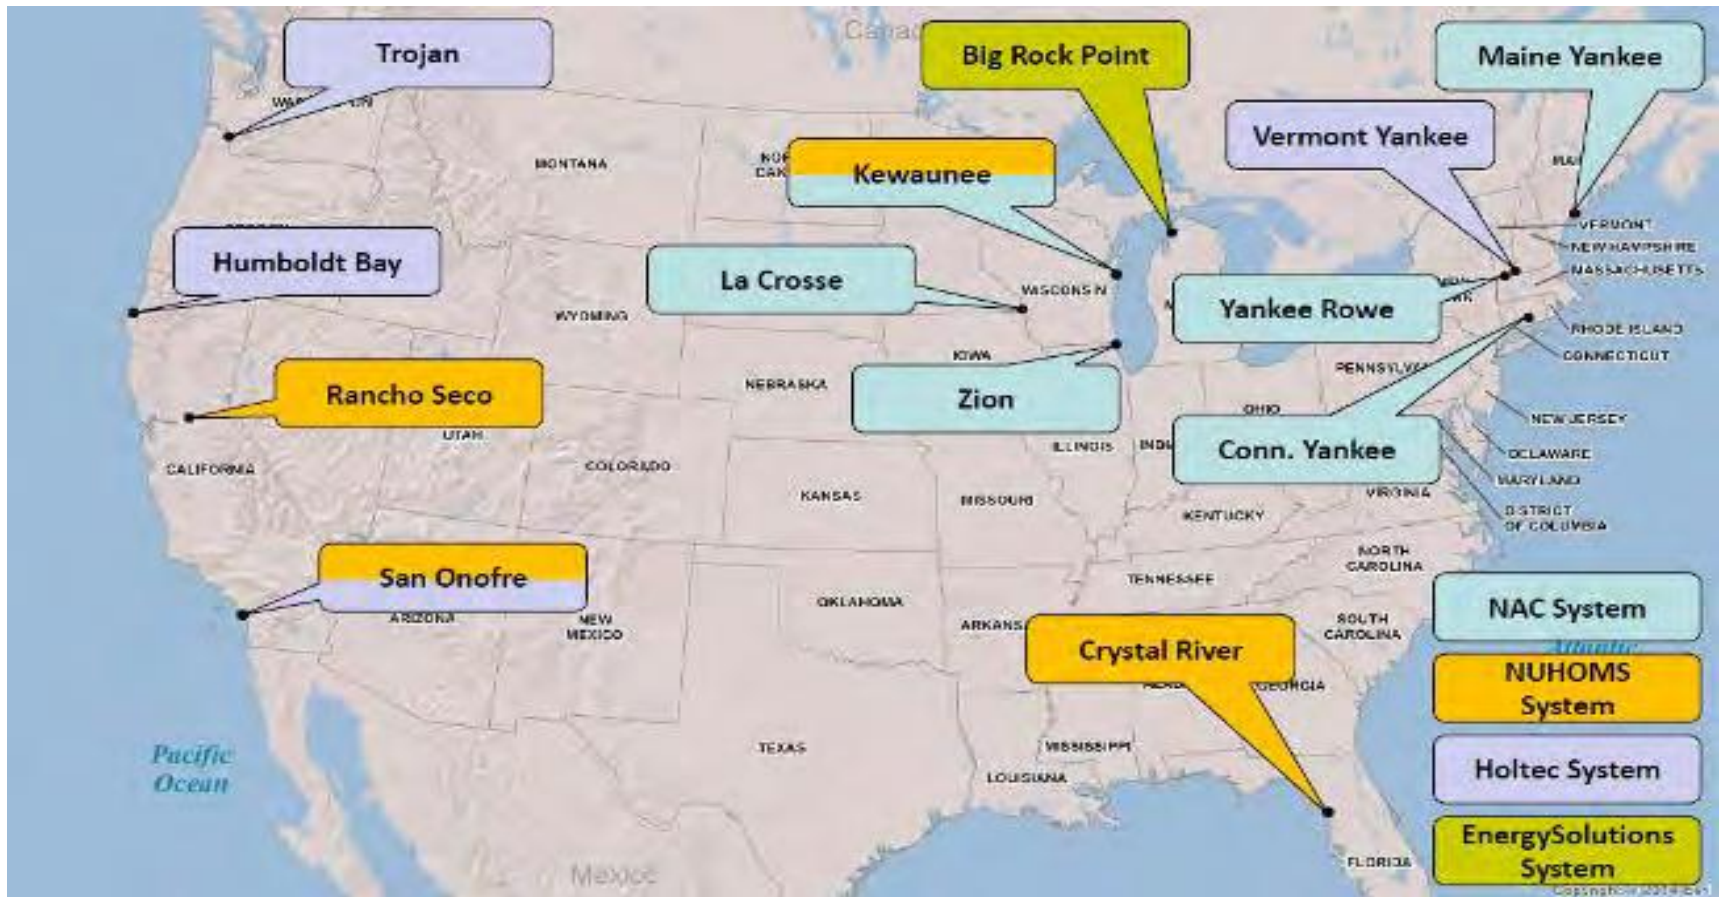 Trojan
Big Rock Point
Maine Yankee
Vermont Yankee
MONTANA
Kewaunee
VERMONT
NEW HAMPSHIRE
MASSACHUSETTS
Humboldt Bay
La Crosse
WISCONSIN
Yankee Rowe
WYOMING
RHODE ISLAND
CONNECTICUT
IOWA
NEBRASKA
Rancho Seco
Zion
OHIO
NEW JERSEY
UTAH
ILLINOIS
Conn. Yankee
DELAWARE
CALIFORNIA
COLORADO
MARYLAND
KANSAS
MISSOURI
VIRGINIA
KENTUCKY
DISTRICT
OF COLUMBIA
NORTH
CAROLINA
San Onofre
TENNESSEE
OKLAHOMA
NAC System
ARIZONA
NEW
MEXICO
SOUTH
CAROLINA
Atlantic
Crystal River
GEORGIA
NUHOMS
System
TEXAS
MISSISSIPPI
Pacific
Ocean
LOUISIANA
Holtec System
EnergySolutions
System
FLORIDA
Mexico